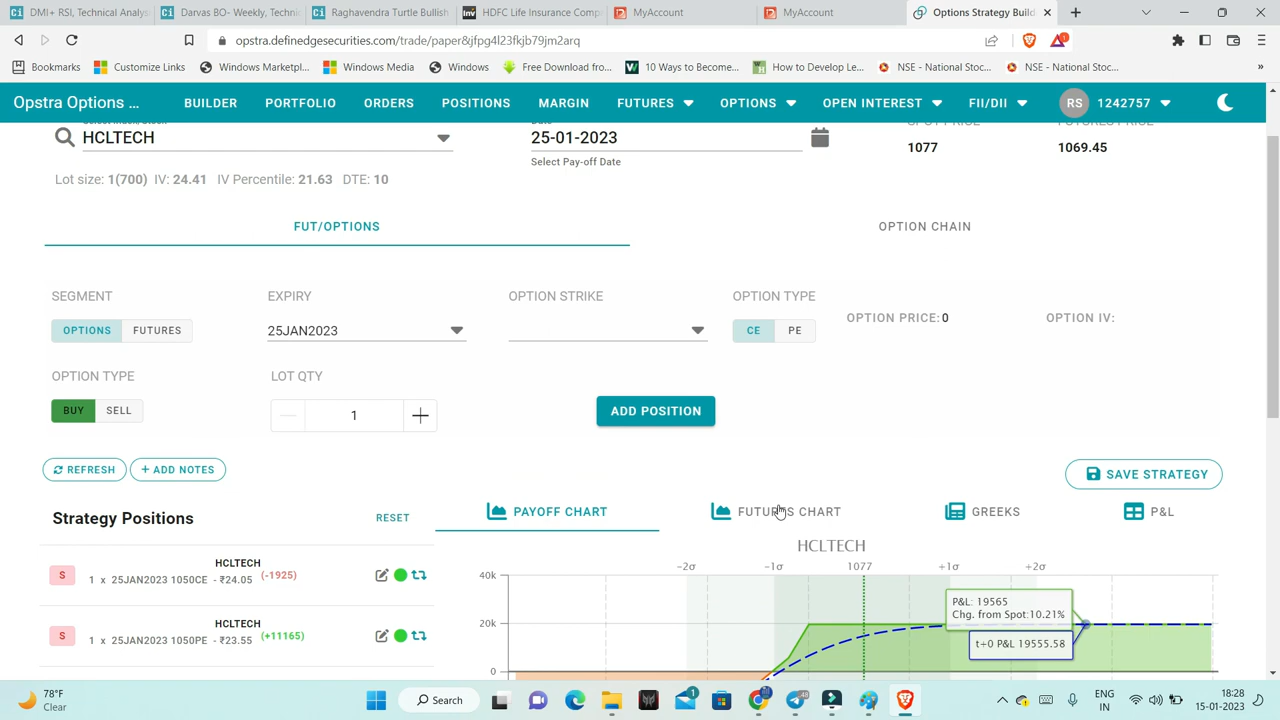 DMI+ RSI, Technical Analys
Darvas BO- Weekly, Technic
Raghavendra Turtle Bullish
HDFC Life Insurance Comp
MyAccount
MyAccount
Options Strategy Build
opstra.definedgesecurities.com/trade/paper&jfpg4l23fkjb79jm2arq
Bookmarks
Customize Links
Windows Marketpl...
Windows Media
Windows
Free Download fro...
10 Ways to Become...
How to Develop Le...
NSE - National Stoc...
NSE - National Stoc...
»
Opstra Options ...
BUILDER
PORTFOLIO
ORDERS
POSITIONS
MARGIN
FUTURES
OPTIONS
OPEN INTEREST
FII/DII
RS
1242757
HCLTECH
25-01-2023
Select Pay-off Date
SPOT PRICE
1077
FUTURES PRICE
1069.45
Lot size: 1(700) IV: 24.41 IV Percentile: 21.63 DTE: 10
FUT/OPTIONS
OPTION CHAIN
SEGMENT
EXPIRY
OPTION STRIKE
OPTION TYPE
OPTION PRICE: 0
OPTION IV:
OPTIONS
FUTURES
25JAN2023
CE
PE
OPTION TYPE
LOT QTY
BUY
SELL
1
ADD POSITION
REFRESH
+ ADD NOTES
SAVE STRATEGY
Strategy Positions
RESET
PAYOFF CHART
FUTURES CHART
GREEKS
P&L
HCLTECH
-2σ
-1σ
1077
+1σ
+2σ
40k
20k
0
P&L: 19565
Chg. from Spot:10.21%
t+0 P&L 19555.58
HCLTECH
S 1 x 25JAN2023 1050CE - ₹24.05 (-1925)
HCLTECH
S 1 x 25JAN2023 1050PE - ₹23.55 (+11165)
78°F
Clear
Search
1
ENG
IN
18:28
15-01-2023